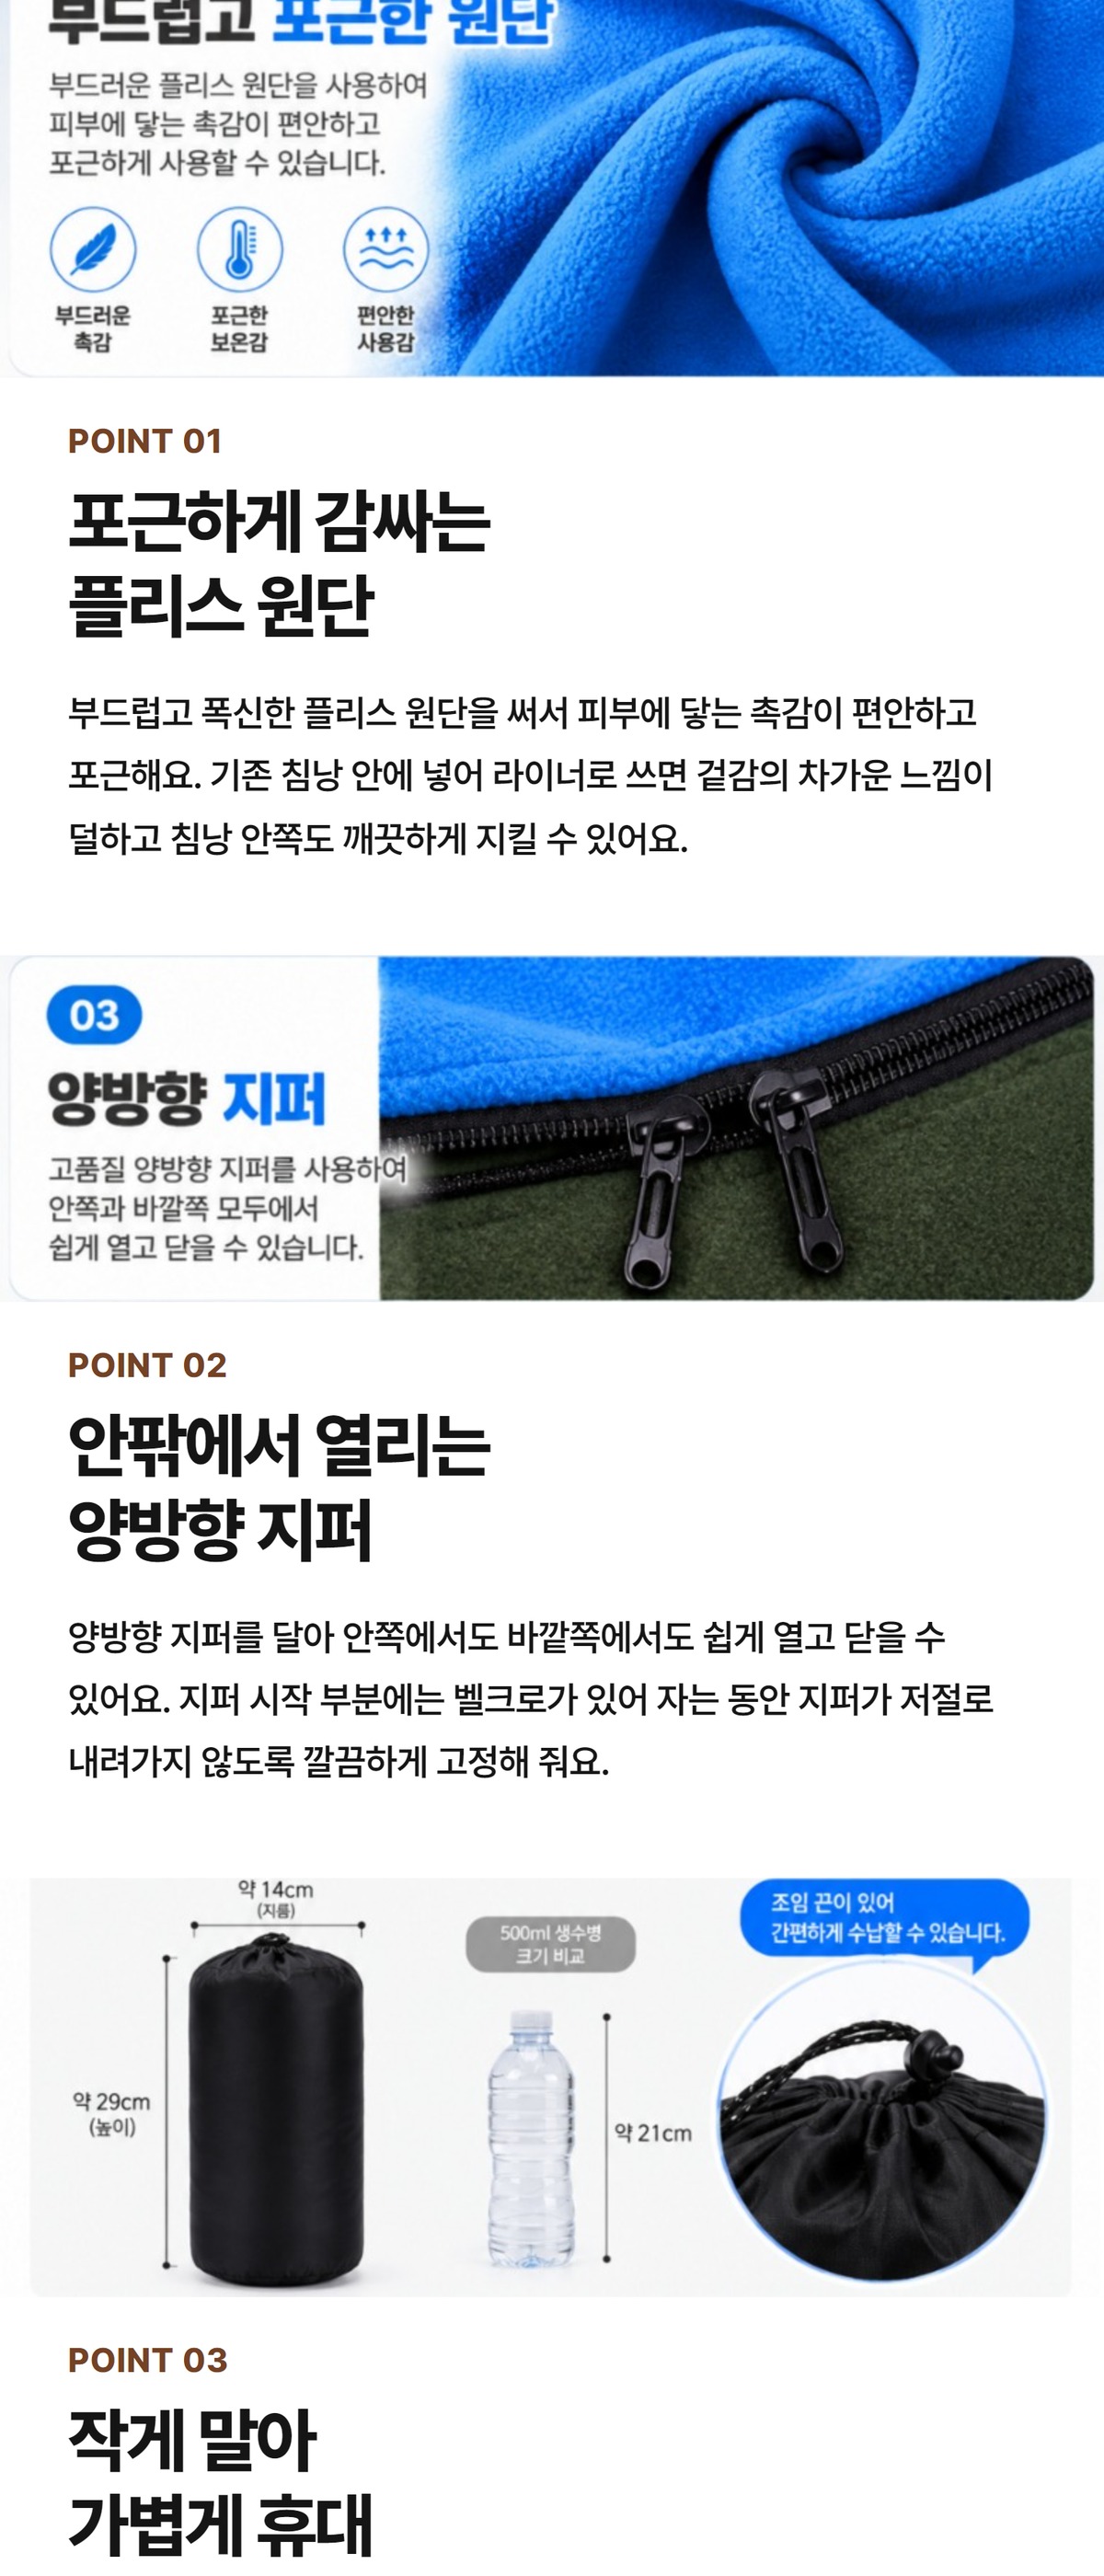 부드럽고 포근한 원단
부드러운 플리스 원단을 사용하여
피부에 닿는 촉감이 편안하고
포근하게 사용할 수 있습니다.
부드러운
촉감
포근한
보온감
편안한
사용감
POINT 01
포근하게 감싸는
플리스 원단
부드럽고 폭신한 플리스 원단을 써서 피부에 닿는 촉감이 편안하고
포근해요. 기존 침낭 안에 넣어 라이너로 쓰면 겉감의 차가운 느낌이
덜하고 침낭 안쪽도 깨끗하게 지킬 수 있어요.
03
양방향 지퍼
고품질 양방향 지퍼를 사용하여
안쪽과 바깥쪽 모두에서
쉽게 열고 닫을 수 있습니다.
POINT 02
안팎에서 열리는
양방향 지퍼
양방향 지퍼를 달아 안쪽에서도 바깥쪽에서도 쉽게 열고 닫을 수
있어요. 지퍼 시작 부분에는 벨크로가 있어 자는 동안 지퍼가 저절로
내려가지 않도록 깔끔하게 고정해 줘요.
약 14cm
(지름)
약 29cm
(높이)
500ml 생수병
크기 비교
약 21cm
조임 끈이 있어
간편하게 수납할 수 있습니다.
POINT 03
작게 말아
가볍게 휴대